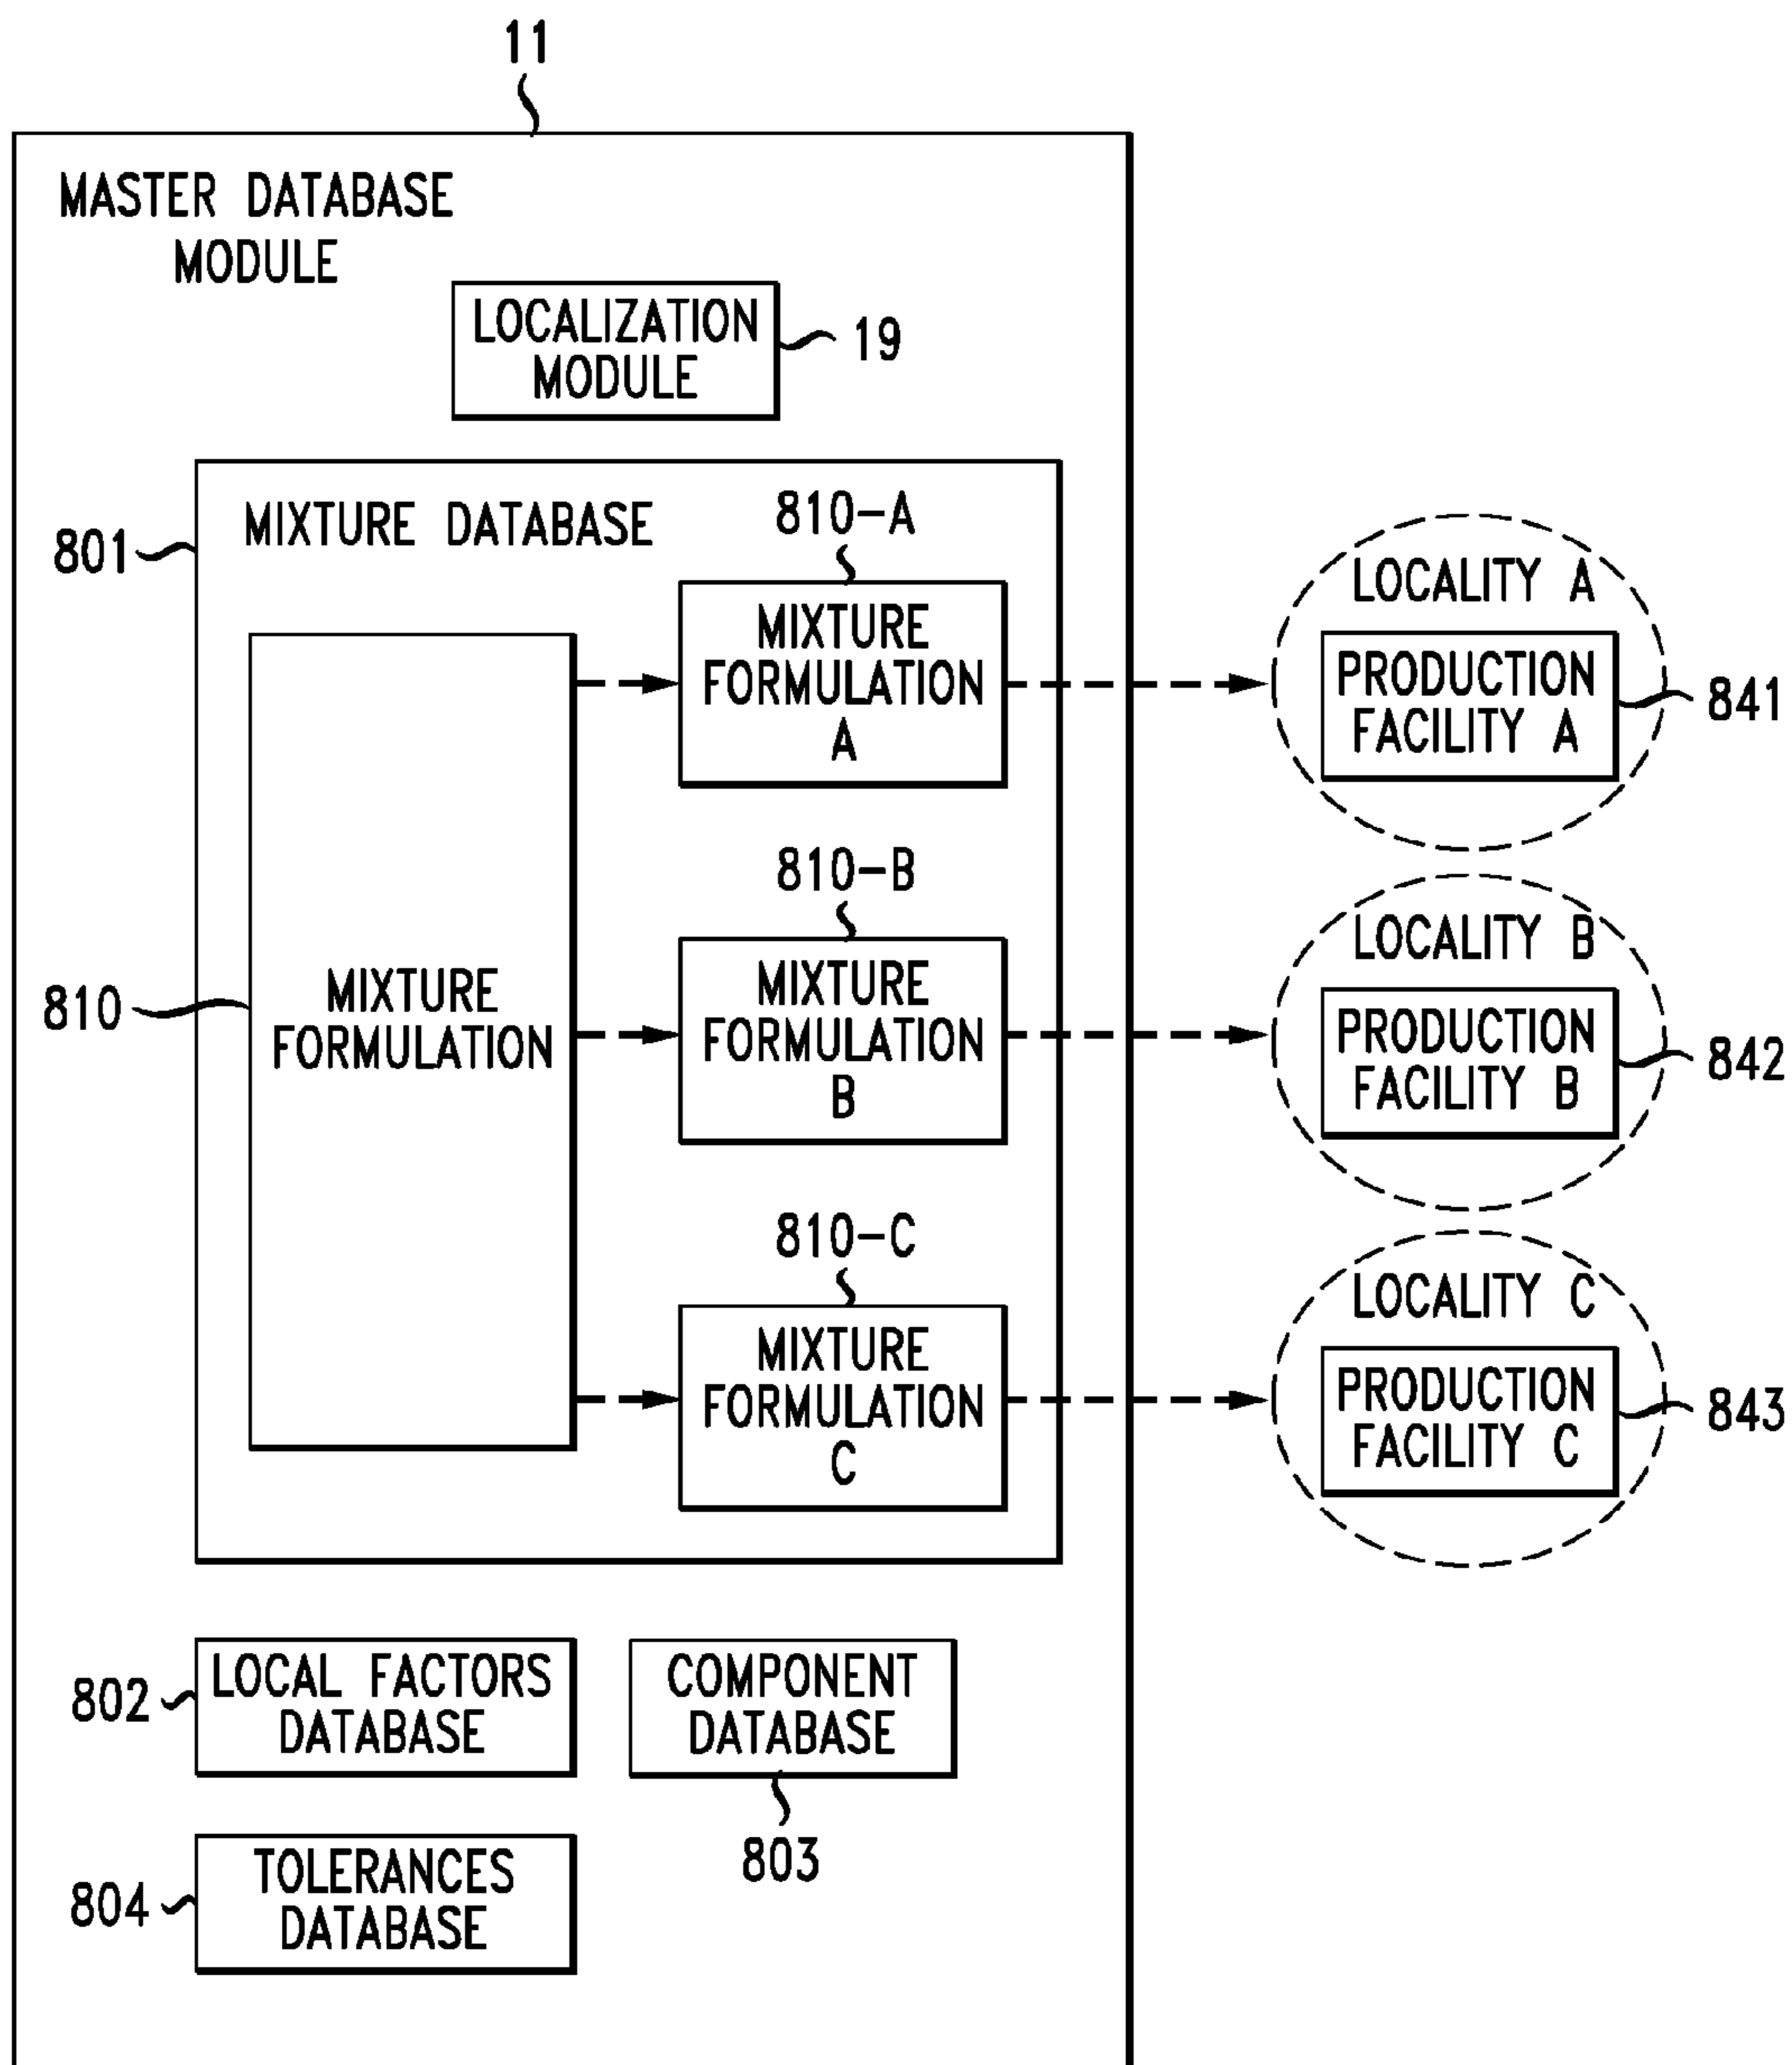 11
MASTER DATABASE
MODULE
LOCALIZATION
MODULE
19
801
MIXTURE DATABASE
810
MIXTURE
FORMULATION
810-A
MIXTURE
FORMULATION
A
LOCALITY A
PRODUCTION
FACILITY A
841
810-B
MIXTURE
FORMULATION
B
LOCALITY B
PRODUCTION
FACILITY B
842
810-C
MIXTURE
FORMULATION
C
LOCALITY C
PRODUCTION
FACILITY C
843
802
LOCAL FACTORS
DATABASE
COMPONENT
DATABASE
803
804
TOLERANCES
DATABASE